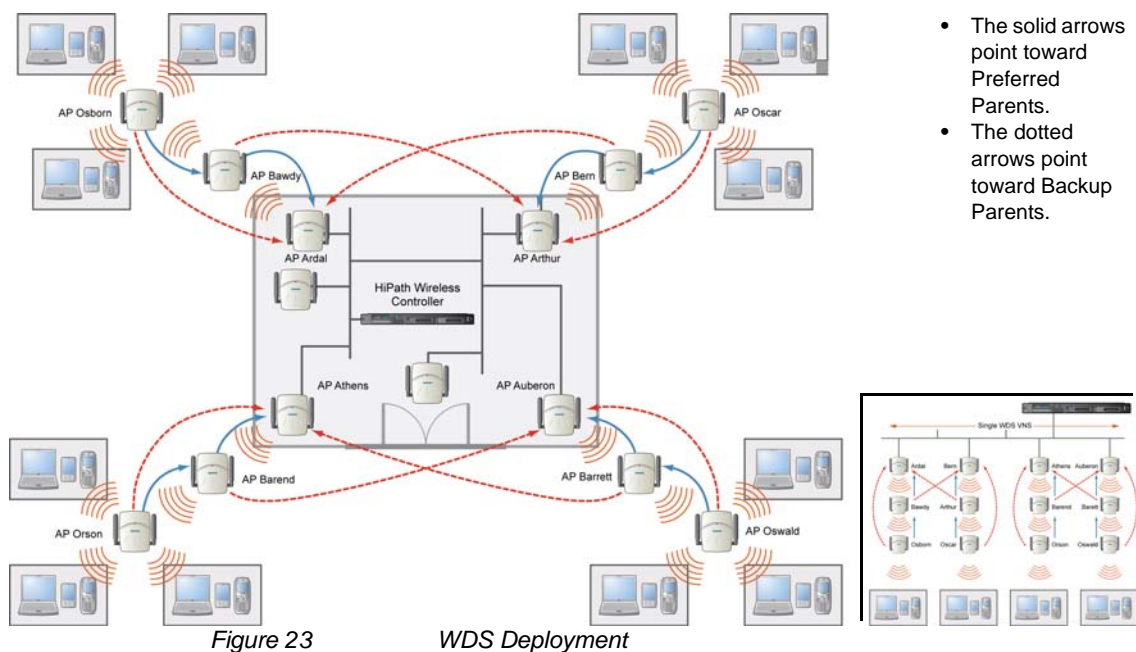 AP Osborn
AP Bawdy
AP Ardal
AP Oscar
AP Bern
AP Arthur
HiPath Wireless
Controller
AP Athens
AP Auberon
AP Barend
AP Barrett
AP Orson
AP Oswald
Figure 23 WDS Deployment
• The solid arrows
point toward
Preferred
Parents.
• The dotted
arrows point
toward Backup
Parents.
Single WDS VNS
Ardal Bern Athens Auberon
Bawdy Arthur Barend Barett
Osborn Oscar Orson Oswald